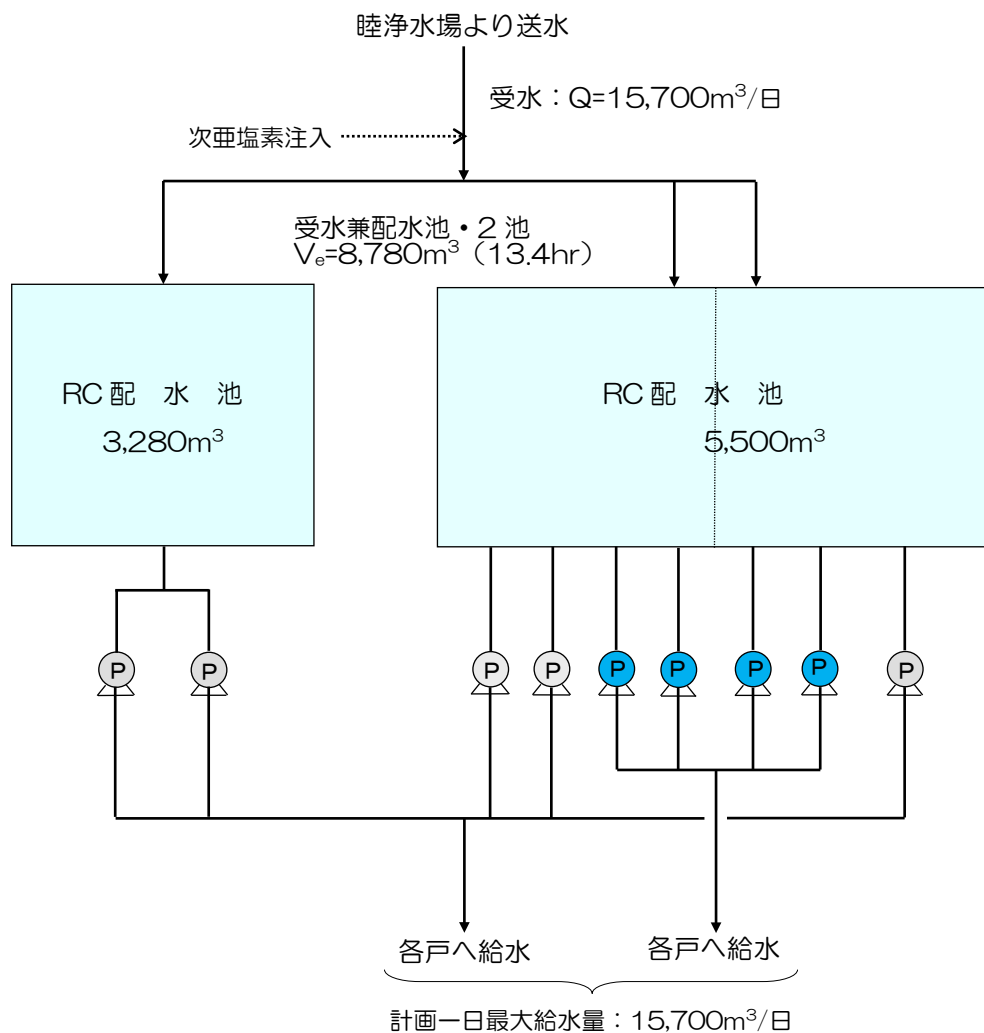 睦浄水場より送水
受水：Q=15,700m³/日
次亜塩素注入
受水兼配水池・２池
Vₑ=8,780m³（13.4hr）
RC配　水　池
3,280m³
RC配　水　池
5,500m³
P P P P P P P P P
各戸へ給水
各戸へ給水
計画一日最大給水量：15,700m³/日